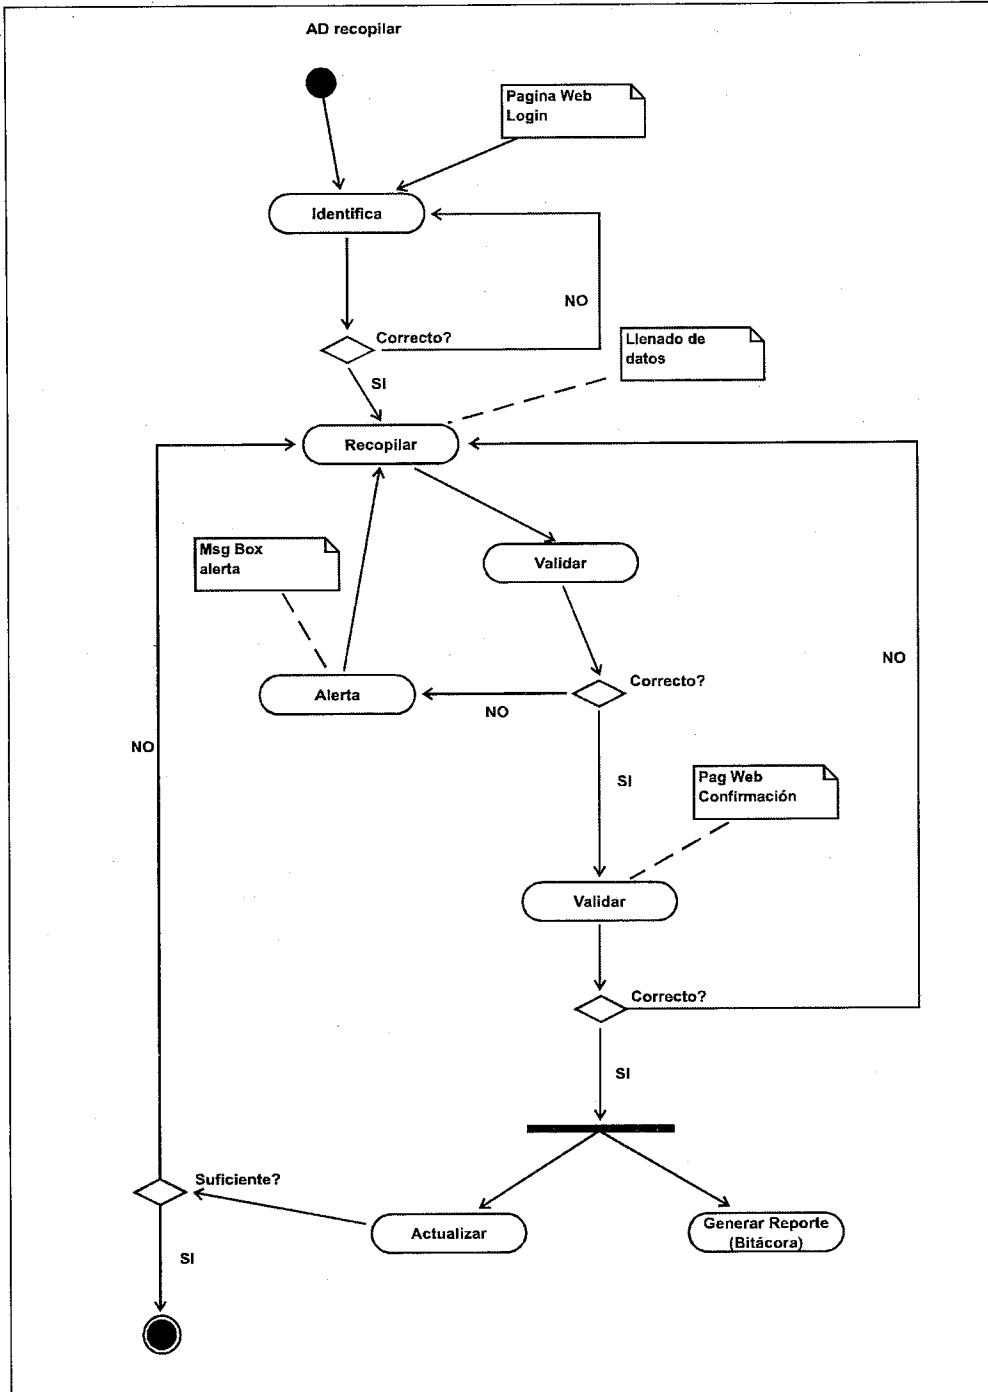 AD recopilar
Pagina Web
Login
Identifica
NO
Correcto?
Llenado de
datos
SI
Recopilar
Msg Box
alerta
Validar
NO
Correcto?
Alerta
NO
NO
SI
Pag Web
Confirmación
Validar
Correcto?
SI
Suficiente?
Actualizar
Generar Reporte
(Bitácora)
SI